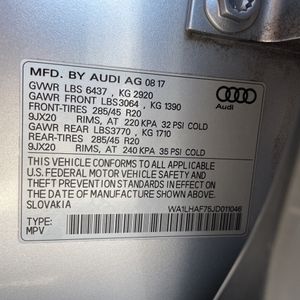 MFD. BY AUDI AG 08 17
GVWR LBS 6437 , KG 2920
GAWR FRONT LBS3064 , KG 1390
FRONT-TIRES 285/45 R20
9JX20 RIMS, AT 220 KPA 32 PSI COLD
GAWR REAR LBS3770 , KG 1710
REAR-TIRES 285/45 R20
9JX20 RIMS, AT 240 KPA 35 PSI COLD
Audi
THIS VEHICLE CONFORMS TO ALL APPLICABLE
U.S. FEDERAL MOTOR VEHICLE SAFETY AND
THEFT PREVENTION STANDARDS IN EFFECT ON
THE DATE OF MANUFACTURE SHOWN ABOVE.
SLOVAKIA
WA1LHAF75JD011046
TYPE:
MPV